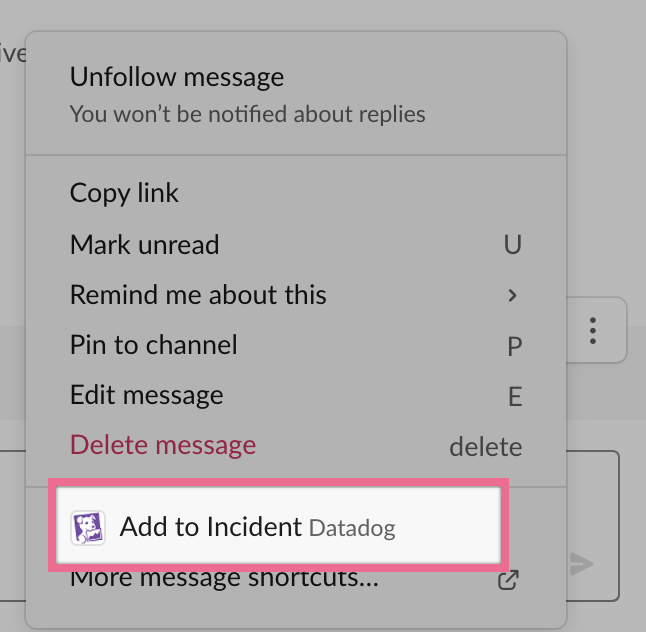 ive
Unfollow message
You won’t be notified about replies
Copy link
Mark unread U
Remind me about this
Pin to channel P
Edit message E
Delete message delete
Add to Incident Datadog
More message shortcuts...